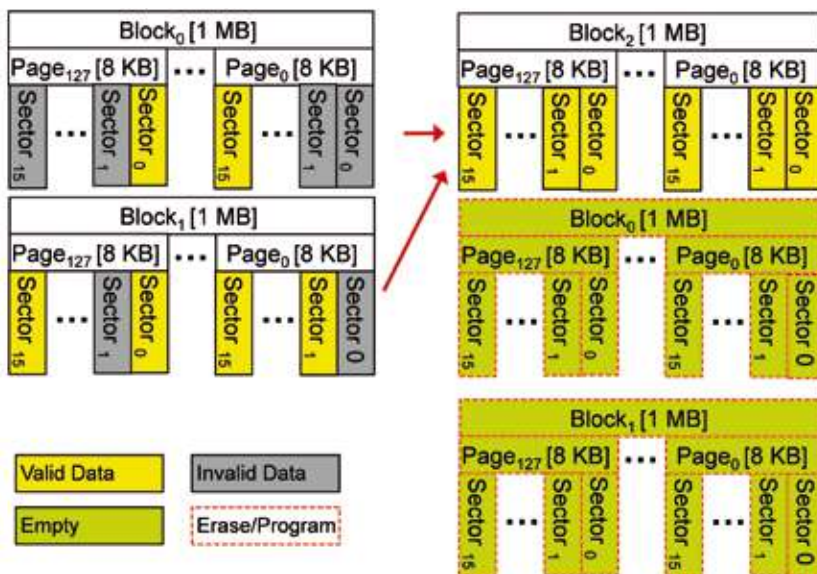 Block0 [1 MB]
Page127 [8 KB] ... Page0 [8 KB]
Sector 15 ... Sector 1 Sector 0 Sector 15 ... Sector 1 Sector 0
Block1 [1 MB]
Page127 [8 KB] ... Page0 [8 KB]
Sector 15 ... Sector 1 Sector 0 Sector 15 ... Sector 1 Sector 0
Valid Data
Invalid Data
Empty
Erase/Program
Block2 [1 MB]
Page127 [8 KB] ... Page0 [8 KB]
Sector 15 ... Sector 1 Sector 0 Sector 15 ... Sector 1 Sector 0
Block0 [1 MB]
Page127 [8 KB] ... Page0 [8 KB]
Sector 15 ... Sector 1 Sector 0 Sector 15 ... Sector 1 Sector 0
Block1 [1 MB]
Page127 [8 KB] ... Page0 [8 KB]
Sector 15 ... Sector 1 Sector 0 Sector 15 ... Sector 1 Sector 0